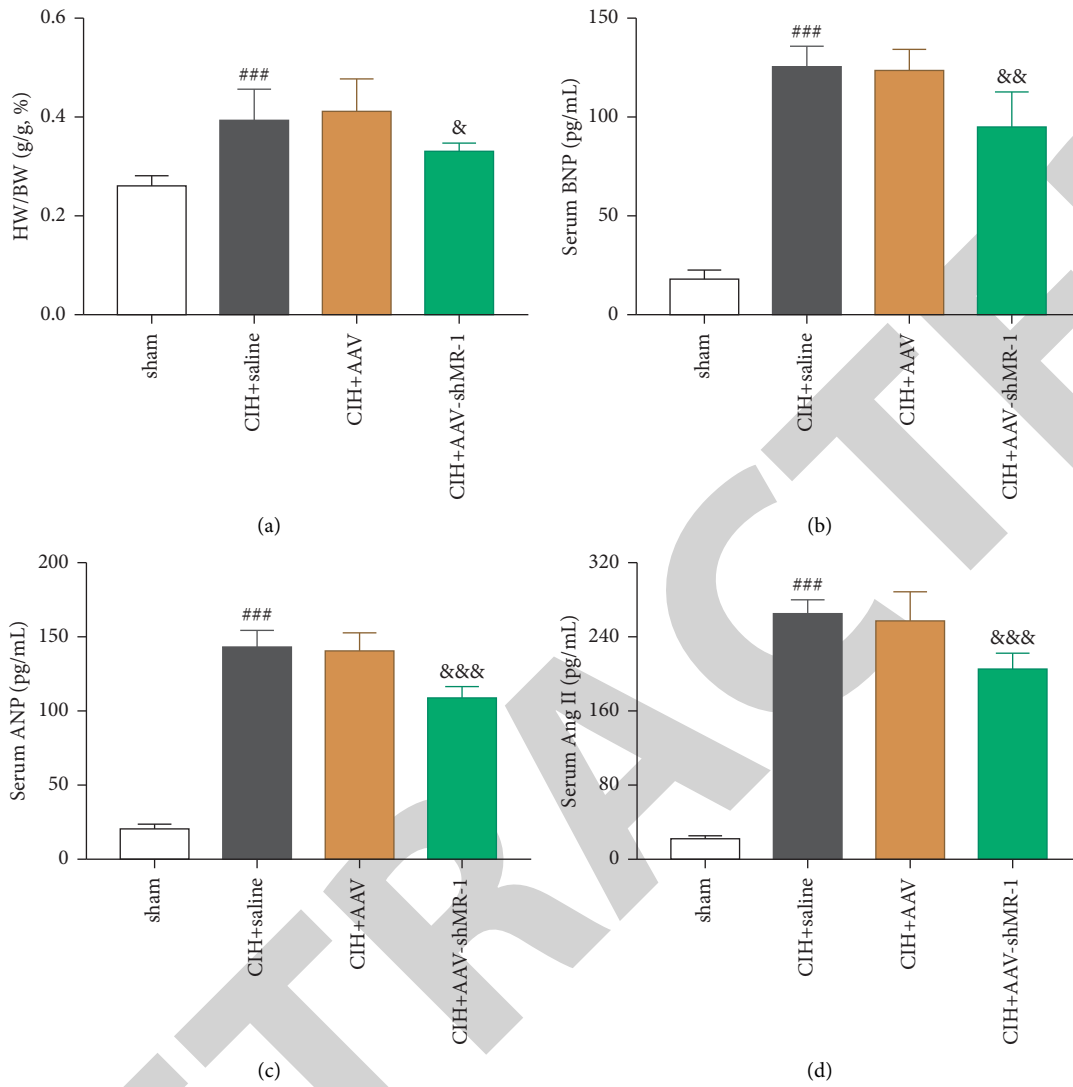 0.6
0.4
0.2
0.0
HW/BW (g/g, %)
###
&
sham
CIH+saline
CIH+AAV
CIH+AAV-shMR-1
(a)
150
100
50
0
Serum BNP (pg/mL)
###
&&
sham
CIH+saline
CIH+AAV
CIH+AAV-shMR-1
(b)
200
150
100
50
0
Serum ANP (pg/mL)
###
&&&
sham
CIH+saline
CIH+AAV
CIH+AAV-shMR-1
(c)
320
240
160
80
0
Serum Ang II (pg/mL)
###
&&&
sham
CIH+saline
CIH+AAV
CIH+AAV-shMR-1
(d)
TRACT